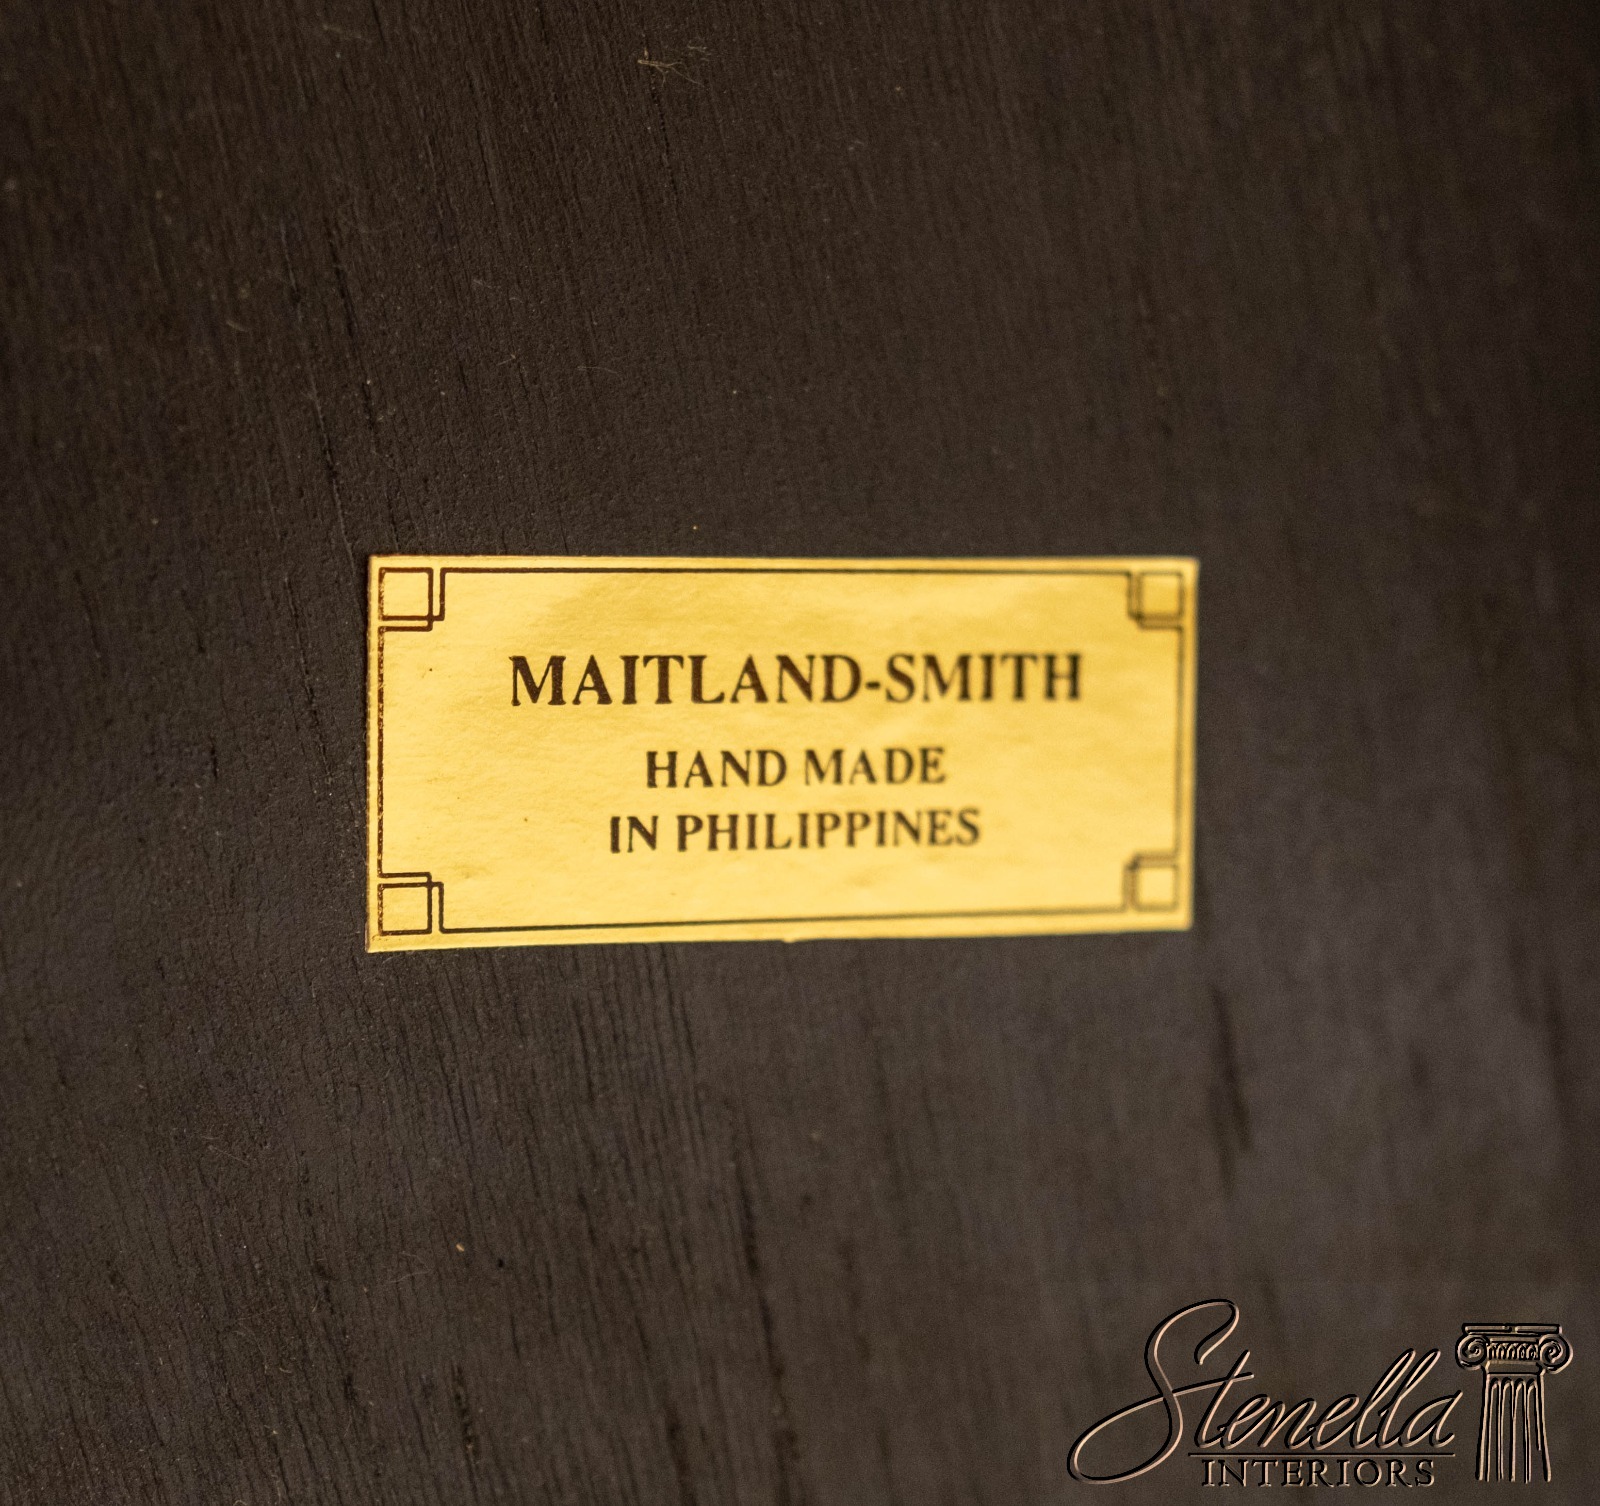 MAITLAND-SMITH
HAND MADE
IN PHILIPPINES
Stenella
INTERIORS